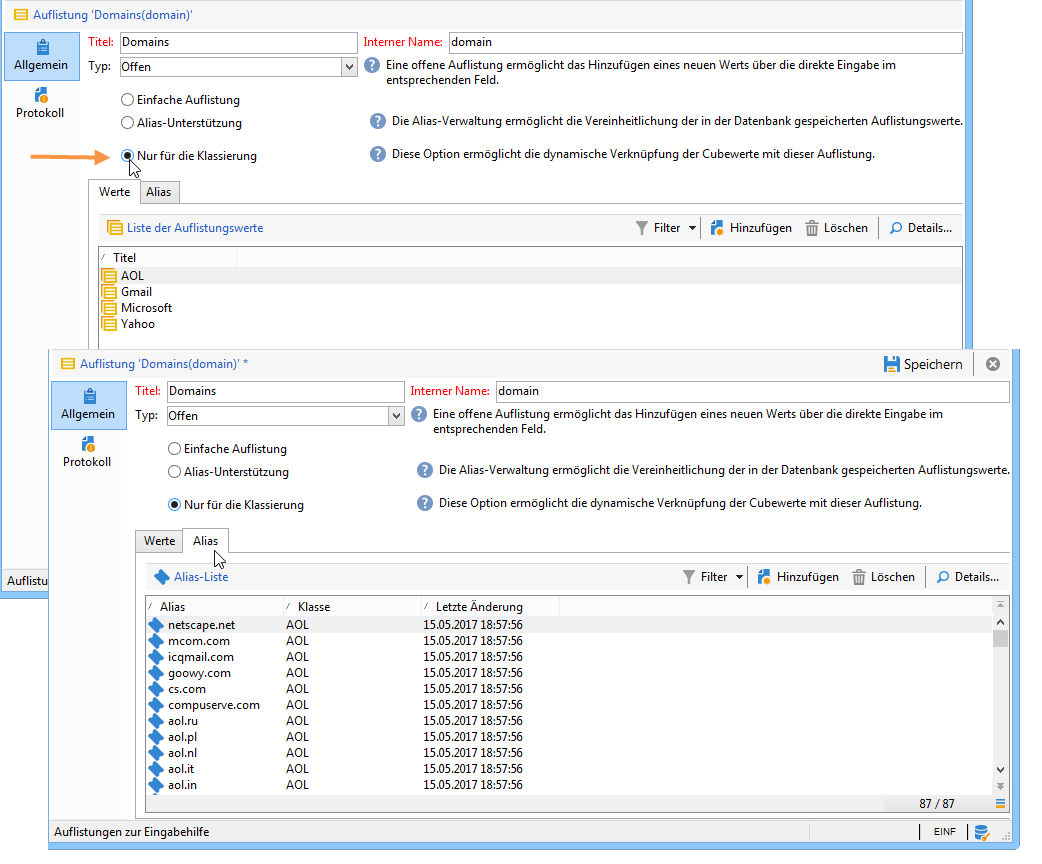 Auflistung 'Domains(domain)'
Allgemein
Protokoll
Titel: Domains Interner Name: domain
Typ: Offen Eine offene Auflistung ermöglicht das Hinzufügen eines neuen Werts über die direkte Eingabe im
entsprechenden Feld.
Einfache Auflistung
Alias-Unterstützung Die Alias-Verwaltung ermöglicht die Vereinheitlichung der in der Datenbank gespeicherten Auflistungswerte.
Nur für die Klassierung Diese Option ermöglicht die dynamische Verknüpfung der Cubewerte mit dieser Auflistung.
Werte Alias
Liste der Auflistungswerte Filter Hinzufügen Löschen Details...
Titel
AOL
Gmail
Microsoft
Yahoo
Auflistu
Auflistung 'Domains(domain)' * Speichern
Allgemein
Protokoll
Titel: Domains Interner Name: domain
Typ: Offen Eine offene Auflistung ermöglicht das Hinzufügen eines neuen Werts über die direkte Eingabe im
entsprechenden Feld.
Einfache Auflistung
Alias-Unterstützung Die Alias-Verwaltung ermöglicht die Vereinheitlichung der in der Datenbank gespeicherten Auflistungswerte.
Nur für die Klassierung Diese Option ermöglicht die dynamische Verknüpfung der Cubewerte mit dieser Auflistung.
Werte Alias
Alias-Liste Filter Hinzufügen Löschen Details...
Alias Klasse Letzte Änderung
netscape.net AOL 15.05.2017 18:57:56
mcom.com AOL 15.05.2017 18:57:56
icqmail.com AOL 15.05.2017 18:57:56
goowy.com AOL 15.05.2017 18:57:56
cs.com AOL 15.05.2017 18:57:56
compuserve.com AOL 15.05.2017 18:57:56
aol.ru AOL 15.05.2017 18:57:56
aol.pl AOL 15.05.2017 18:57:56
aol.nl AOL 15.05.2017 18:57:56
aol.it AOL 15.05.2017 18:57:56
aol.in AOL 15.05.2017 18:57:56
87 / 87
Auflistungen zur Eingabehilfe EINF